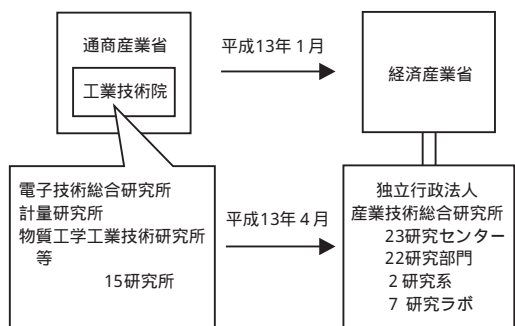 通商産業省
工業技術院
平成13年1月
経済産業省
電子技術総合研究所
計量研究所
物質工学工業技術研究所
等
15研究所
平成13年4月
独立行政法人
産業技術総合研究所
23研究センター
22研究部門
2研究系
7 研究ラボ